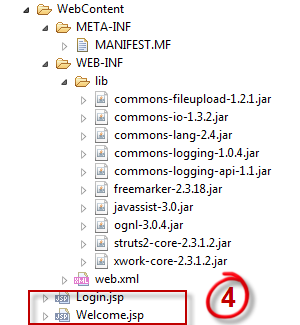 WebContent
META-INF
MANIFEST.MF
WEB-INF
lib
commons-fileupload-1.2.1.jar
commons-io-1.3.2.jar
commons-lang-2.4.jar
commons-logging-1.0.4.jar
commons-logging-api-1.1.jar
freemarker-2.3.18.jar
javassist-3.0.jar
ognl-3.0.4.jar
struts2-core-2.3.1.2.jar
xwork-core-2.3.1.2.jar
web.xml
Login.jsp
Welcome.jsp
4